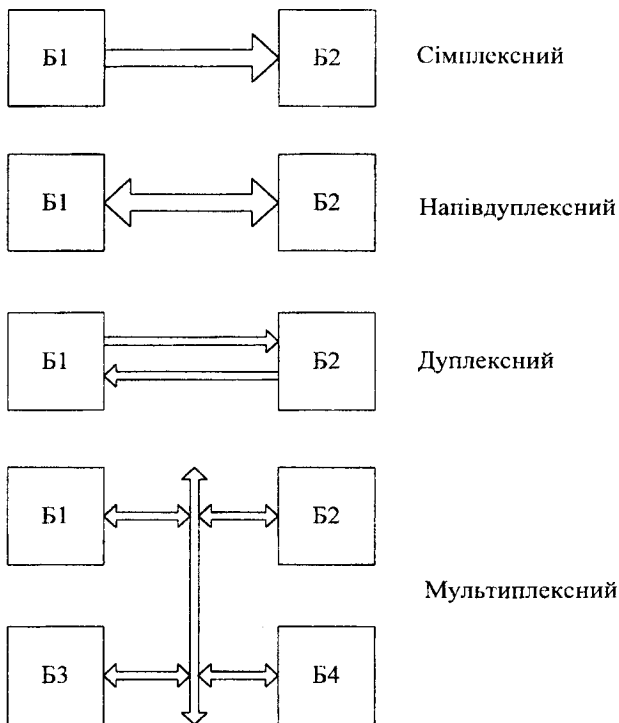 Б1 Б2 Сімплексний
Б1 Б2 Напівдуплексний
Б1 Б2 Дуплексний
Б1 Б2
Мультиплексний
Б3 Б4